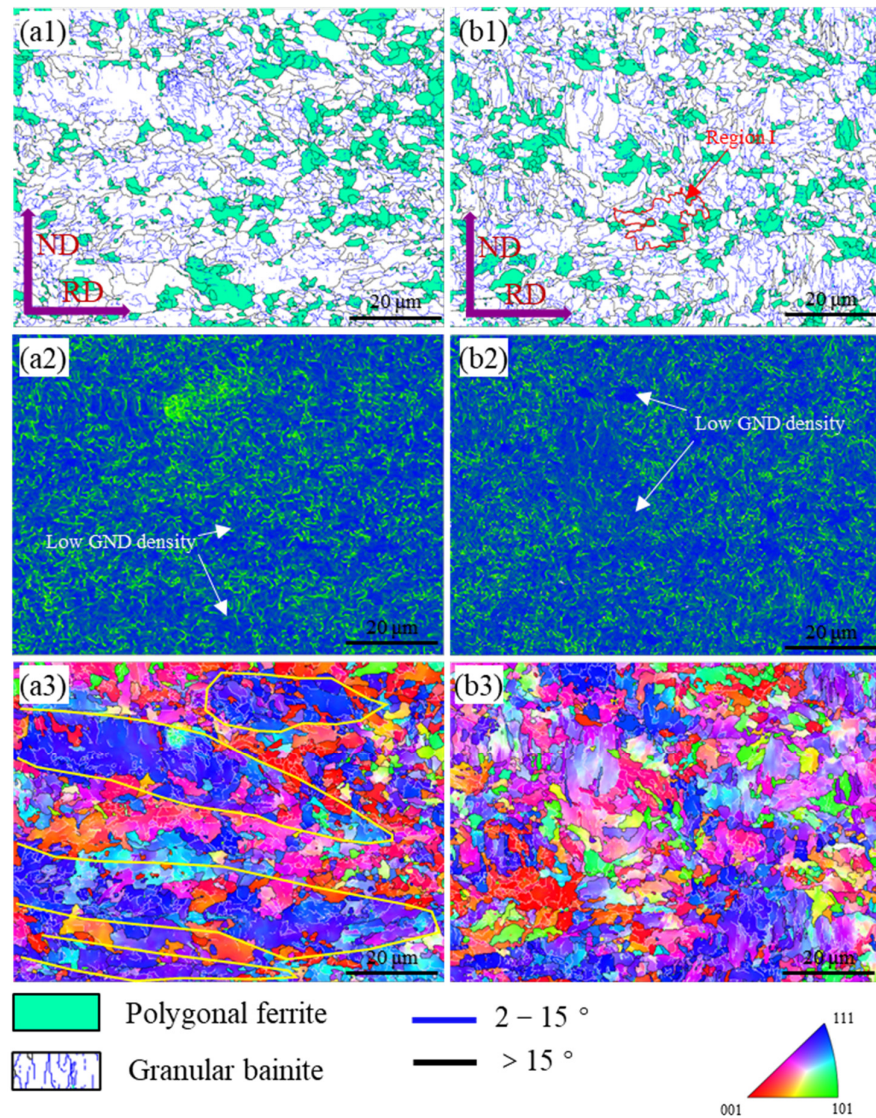 (a1)
(b1)
Region I
ND
RD
20 μm
ND
RD
20 μm
(a2)
(b2)
Low GND density
Low GND density
20 μm
20 μm
(a3)
(b3)
20 μm
20 μm
Polygonal ferrite
2 – 15 °
111
Granular bainite
> 15 °
001
101